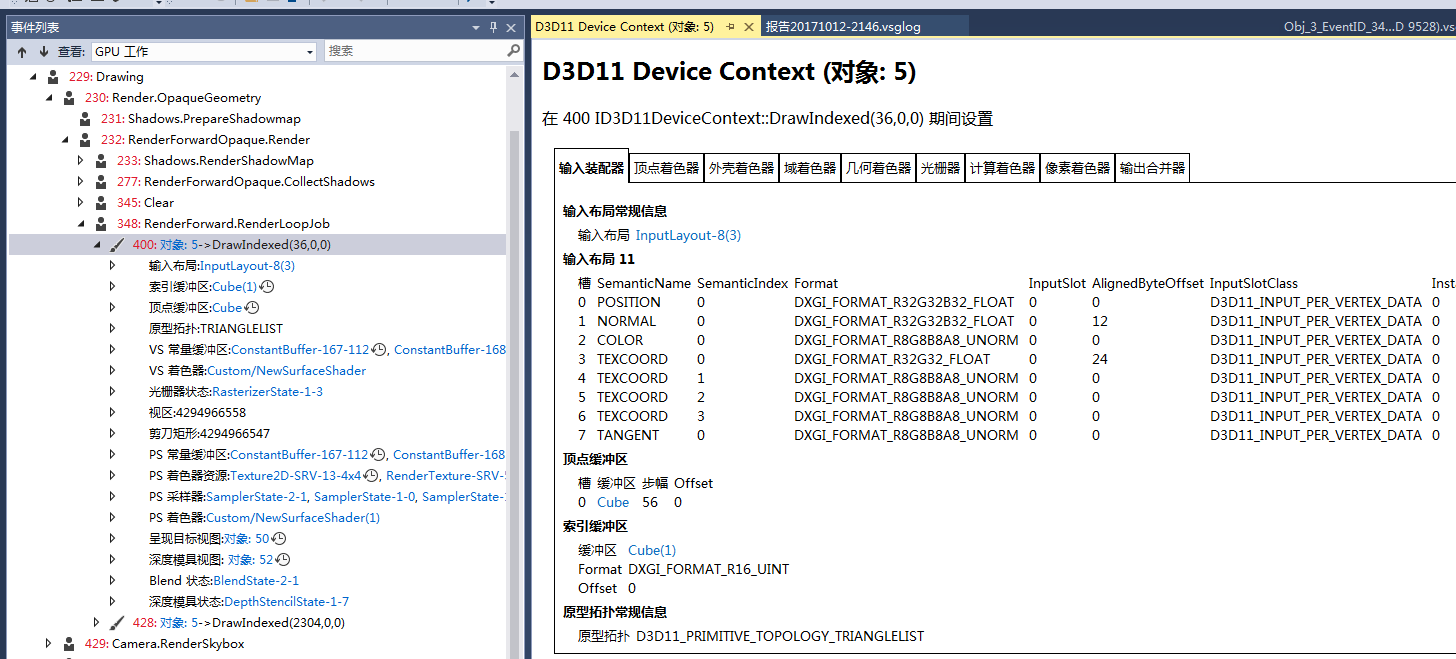 事件列表
查看: GPU 工作 搜索
229: Drawing
230: Render.OpaqueGeometry
231: Shadows.PrepareShadowmap
232: RenderForwardOpaque.Render
233: Shadows.RenderShadowMap
277: RenderForwardOpaque.CollectShadows
345: Clear
348: RenderForward.RenderLoopJob
400: 对象: 5->DrawIndexed(36,0,0)
输入布局:InputLayout-8(3)
索引缓冲区:Cube(1)
顶点缓冲区:Cube
原型拓扑:TRIANGLELIST
VS 常量缓冲区:ConstantBuffer-167-112, ConstantBuffer-168
VS 着色器:Custom/NewSurfaceShader
光栅器状态:RasterizerState-1-3
视区:4294966558
剪刀矩形:4294966547
PS 常量缓冲区:ConstantBuffer-167-112, ConstantBuffer-168
PS 着色器资源:Texture2D-SRV-13-4x4, RenderTexture-SRV-
PS 采样器:SamplerState-2-1, SamplerState-1-0, SamplerState-
PS 着色器:Custom/NewSurfaceShader(1)
呈现目标视图:对象: 50
深度模具视图: 对象: 52
Blend 状态:BlendState-2-1
深度模具状态:DepthStencilState-1-7
428: 对象: 5->DrawIndexed(2304,0,0)
429: Camera.RenderSkybox
D3D11 Device Context (对象: 5) 报告20171012-2146.vsglog Obj_3_EventID_34...D 9528).vs
D3D11 Device Context (对象: 5)
在 400 ID3D11DeviceContext::DrawIndexed(36,0,0) 期间设置
输入装配器 顶点着色器 外壳着色器 域着色器 几何着色器 光栅器 计算着色器 像素着色器 输出合并器
输入布局常规信息
输入布局 InputLayout-8(3)
输入布局 11
槽 SemanticName SemanticIndex Format InputSlot AlignedByteOffset InputSlotClass Inst
0 POSITION 0 DXGI_FORMAT_R32G32B32_FLOAT 0 0 D3D11_INPUT_PER_VERTEX_DATA 0
1 NORMAL 0 DXGI_FORMAT_R32G32B32_FLOAT 0 12 D3D11_INPUT_PER_VERTEX_DATA 0
2 COLOR 0 DXGI_FORMAT_R8G8B8A8_UNORM 0 0 D3D11_INPUT_PER_VERTEX_DATA 0
3 TEXCOORD 0 DXGI_FORMAT_R32G32_FLOAT 0 24 D3D11_INPUT_PER_VERTEX_DATA 0
4 TEXCOORD 1 DXGI_FORMAT_R8G8B8A8_UNORM 0 0 D3D11_INPUT_PER_VERTEX_DATA 0
5 TEXCOORD 2 DXGI_FORMAT_R8G8B8A8_UNORM 0 0 D3D11_INPUT_PER_VERTEX_DATA 0
6 TEXCOORD 3 DXGI_FORMAT_R8G8B8A8_UNORM 0 0 D3D11_INPUT_PER_VERTEX_DATA 0
7 TANGENT 0 DXGI_FORMAT_R8G8B8A8_UNORM 0 0 D3D11_INPUT_PER_VERTEX_DATA 0
顶点缓冲区
槽 缓冲区 步幅 Offset
0 Cube 56 0
索引缓冲区
缓冲区 Cube(1)
Format DXGI_FORMAT_R16_UINT
Offset 0
原型拓扑常规信息
原型拓扑 D3D11_PRIMITIVE_TOPOLOGY_TRIANGLELIST